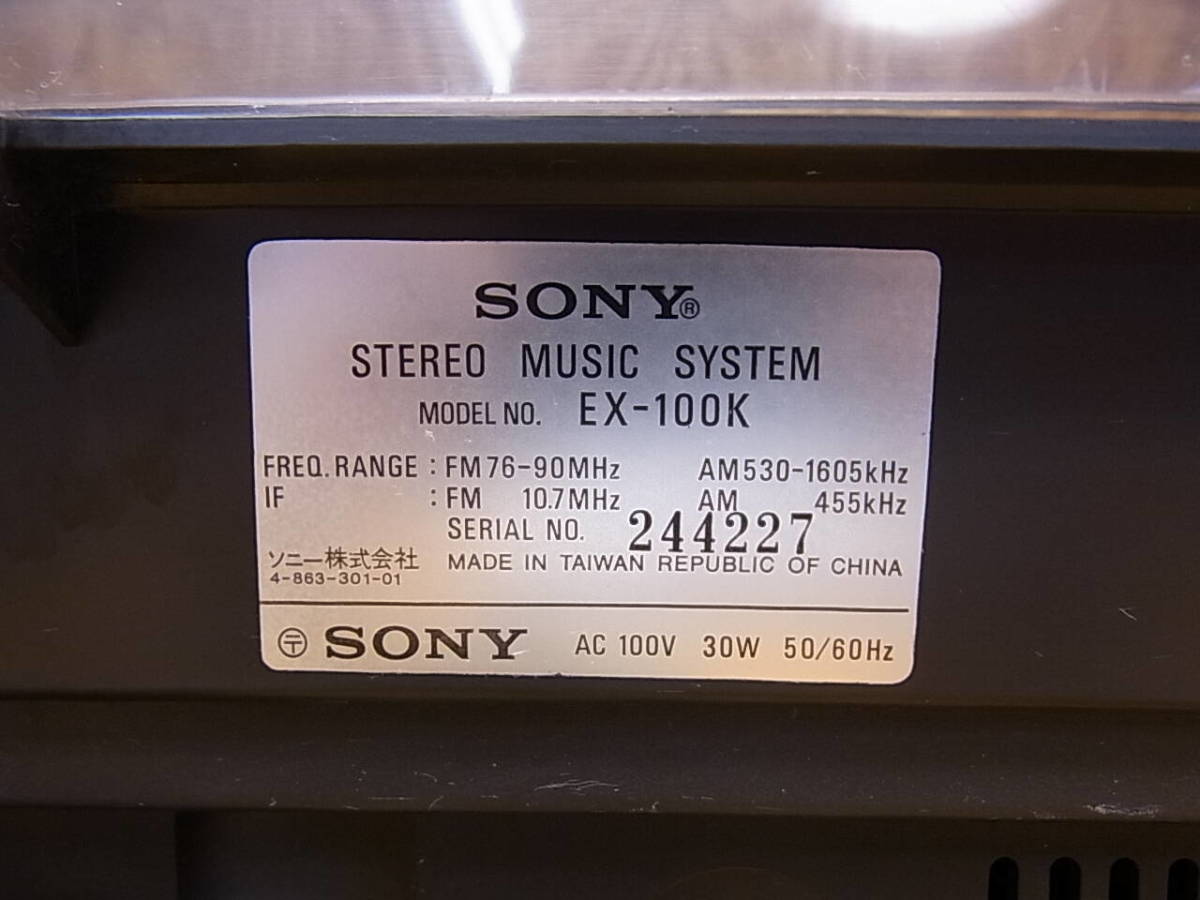 SONY®
STEREO MUSIC SYSTEM
MODEL NO. EX-100K
FREQ. RANGE : FM 76-90MHz AM 530-1605kHz
IF : FM 10.7MHz AM 455kHz
SERIAL NO. 244227
ソニー株式会社 MADE IN TAIWAN REPUBLIC OF CHINA
4-863-301-01
〒 SONY AC 100V 30W 50/60Hz